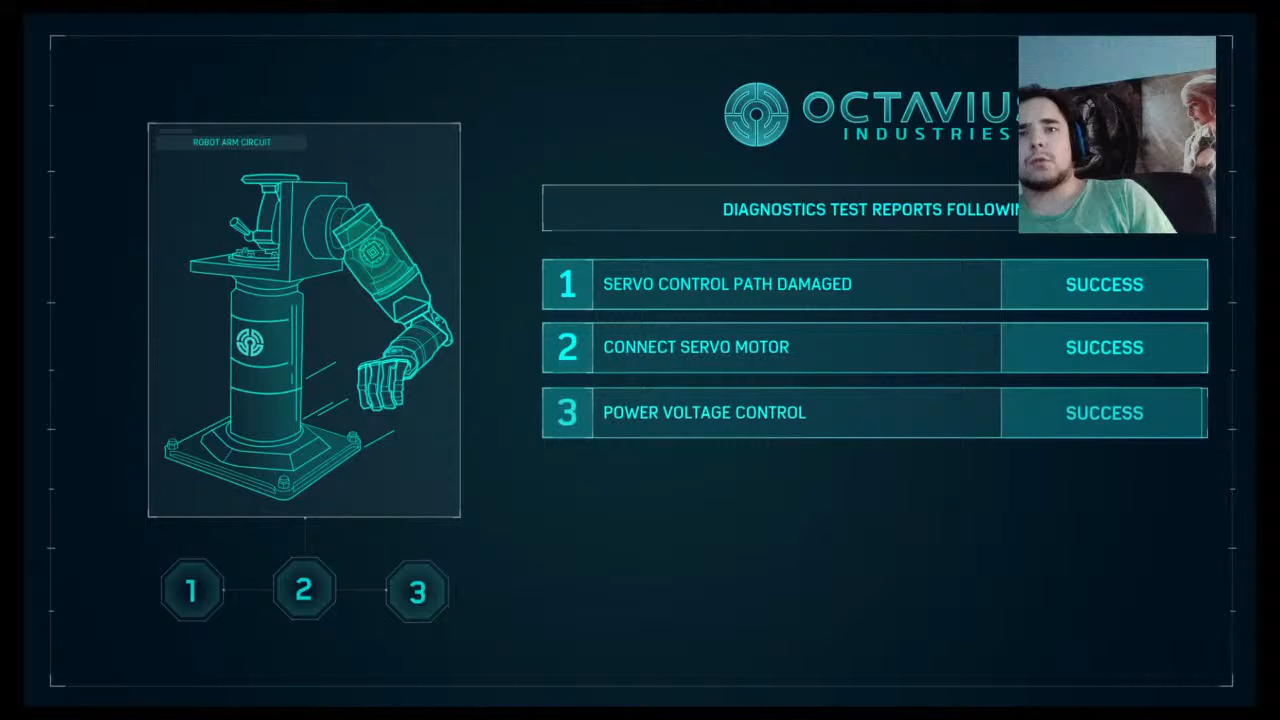 ROBOT ARM CIRCUIT
OCTAVIUS
INDUSTRIES
DIAGNOSTICS TEST REPORTS
1 SERVO CONTROL PATH DAMAGED SUCCESS
2 CONNECT SERVO MOTOR SUCCESS
3 POWER VOLTAGE CONTROL SUCCESS
1 2 3